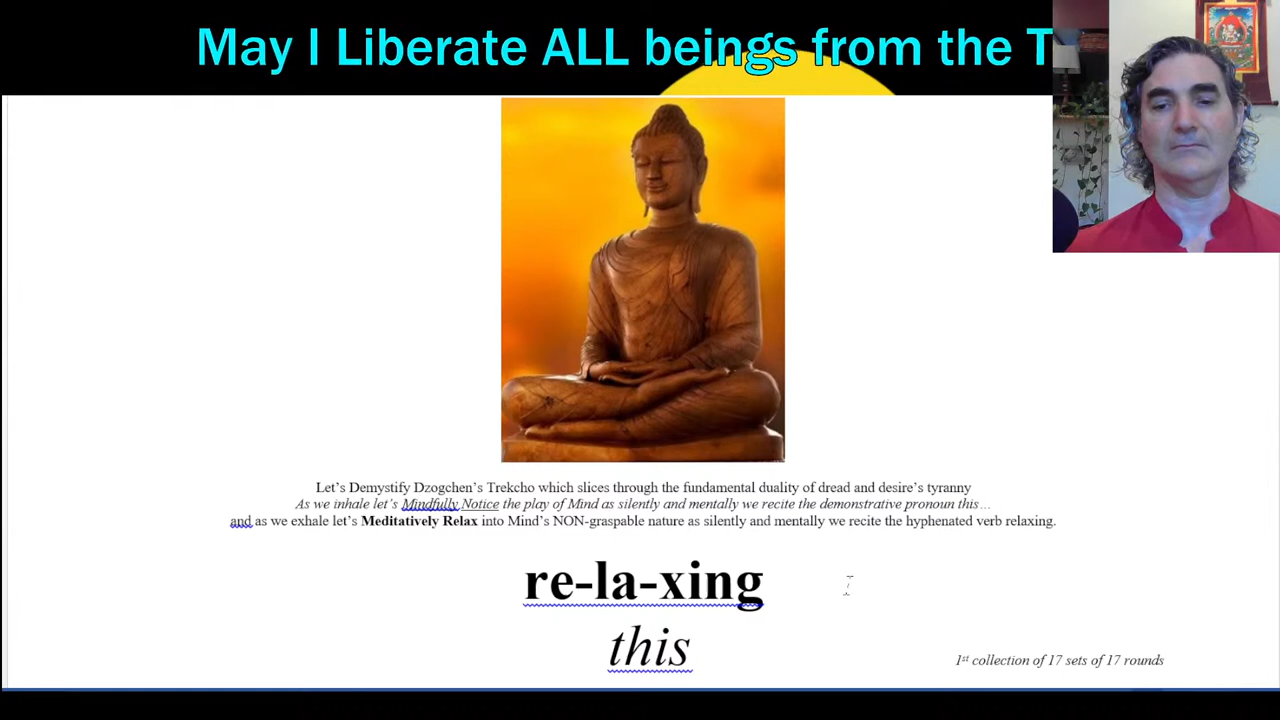 May I Liberate ALL beings from the T
Let's Demystify Dzogchen's Trekcho which slices through the fundamental duality of dread and desire's tyranny
As we inhale let's Mindfully Notice the play of Mind as silently and mentally we recite the demonstrative pronoun this…
and as we exhale let's Meditatively Relax into Mind's NON-graspable nature as silently and mentally we recite the hyphenated verb relaxing.
re-la-xing
this
1st collection of 17 sets of 17 rounds